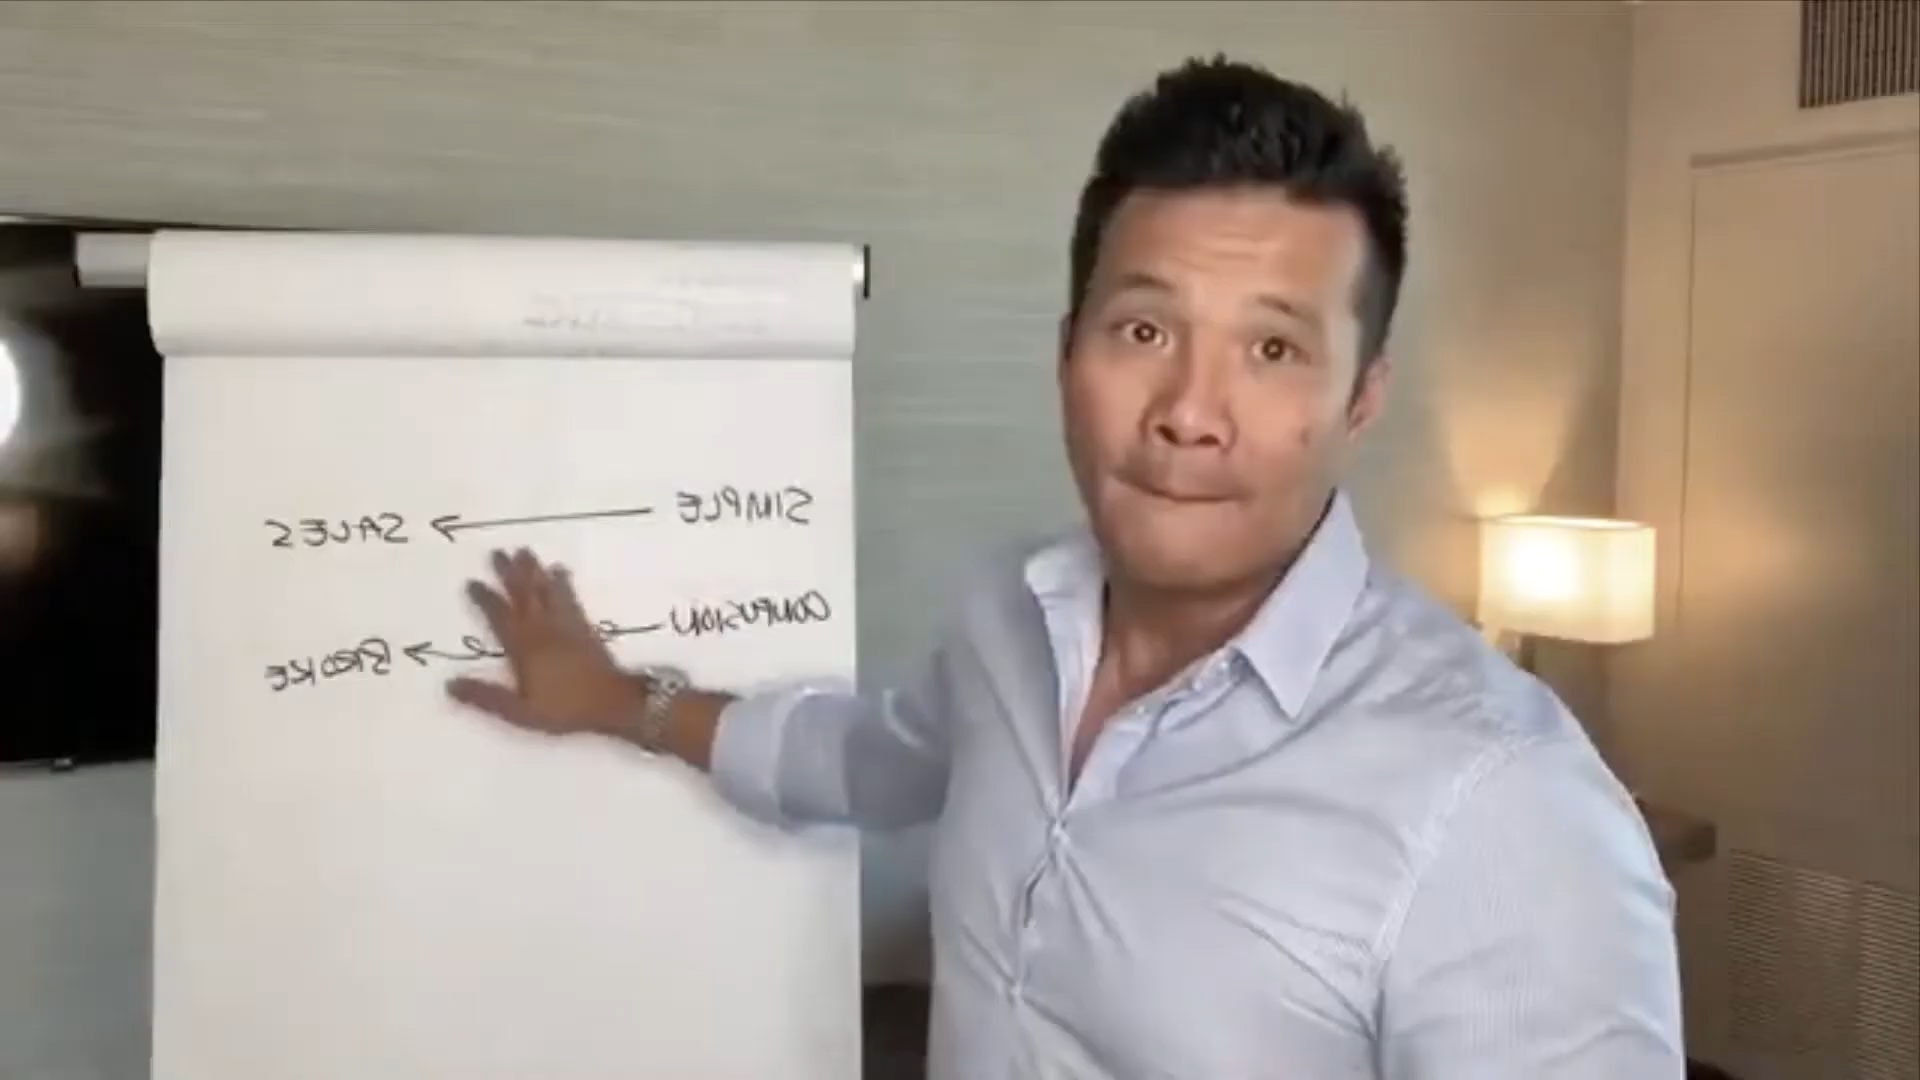 SIMPLE → SALES
CONFUSION → BROKE